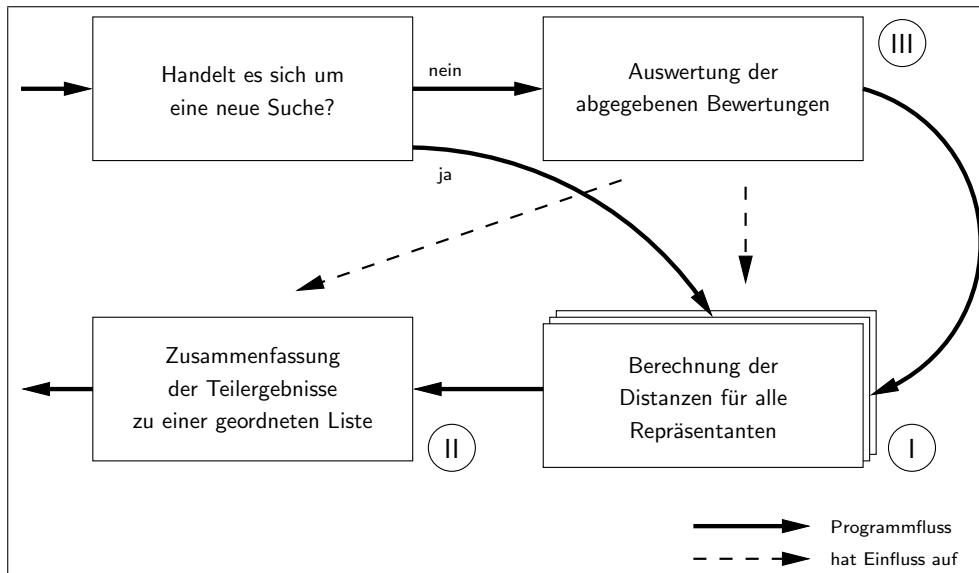 Handelt es sich um
eine neue Suche?
nein
ja
Auswertung der
abgegebenen Bewertungen
III
Zusammenfassung
der Teilergebnisse
zu einer geordneten Liste
II
Berechnung der
Distanzen für alle
Repräsentanten
I
Programmfluss
hat Einfluss auf